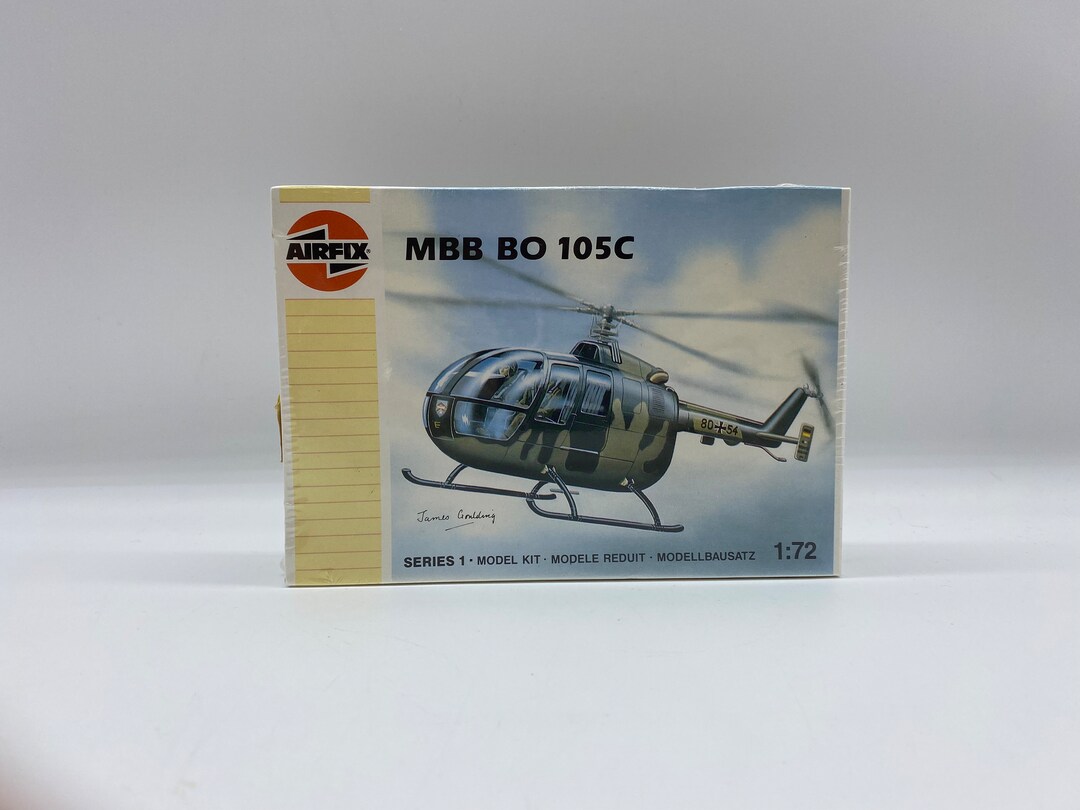 AIRFIX®
MBB BO 105C
80 54
James Goulding
SERIES 1 · MODEL KIT · MODELE REDUIT · MODELLBAUSATZ 1:72